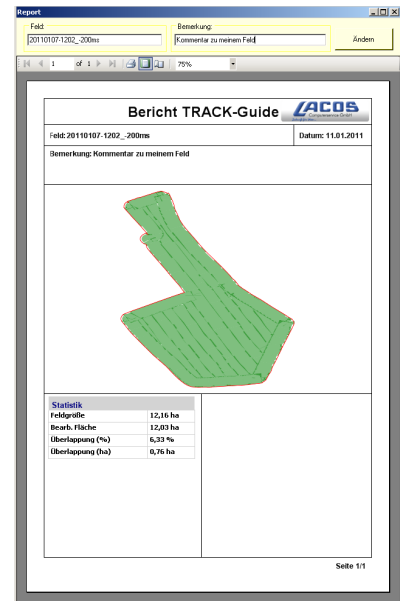 Report
Feld:
Bemerkung:
20110107-1202_-200ms
Kommentar zu meinem Feld
Ändern
1 of 1
75%
Bericht TRACK-Guide
LACOS
Computerservice GmbH
Feld: 20110107-1202_-200ms
Datum: 11.01.2011
Bemerkung: Kommentar zu meinem Feld
Statistik
Feldgröße 12,16 ha
Bearb. Fläche 12,03 ha
Überlappung (%) 6,33 %
Überlappung (ha) 0,76 ha
Seite 1/1